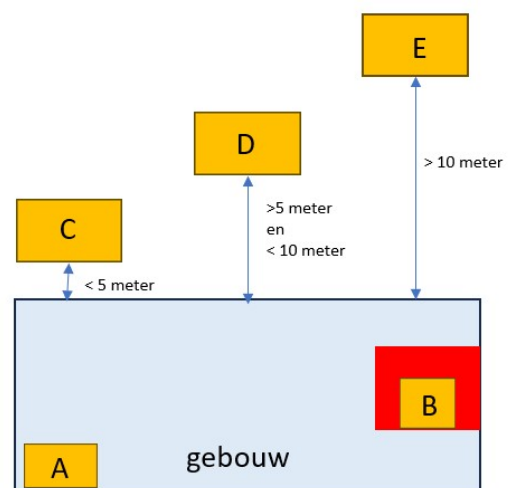 E
D
> 10 meter
>5 meter
en
< 10 meter
C
< 5 meter
B
gebouw
A